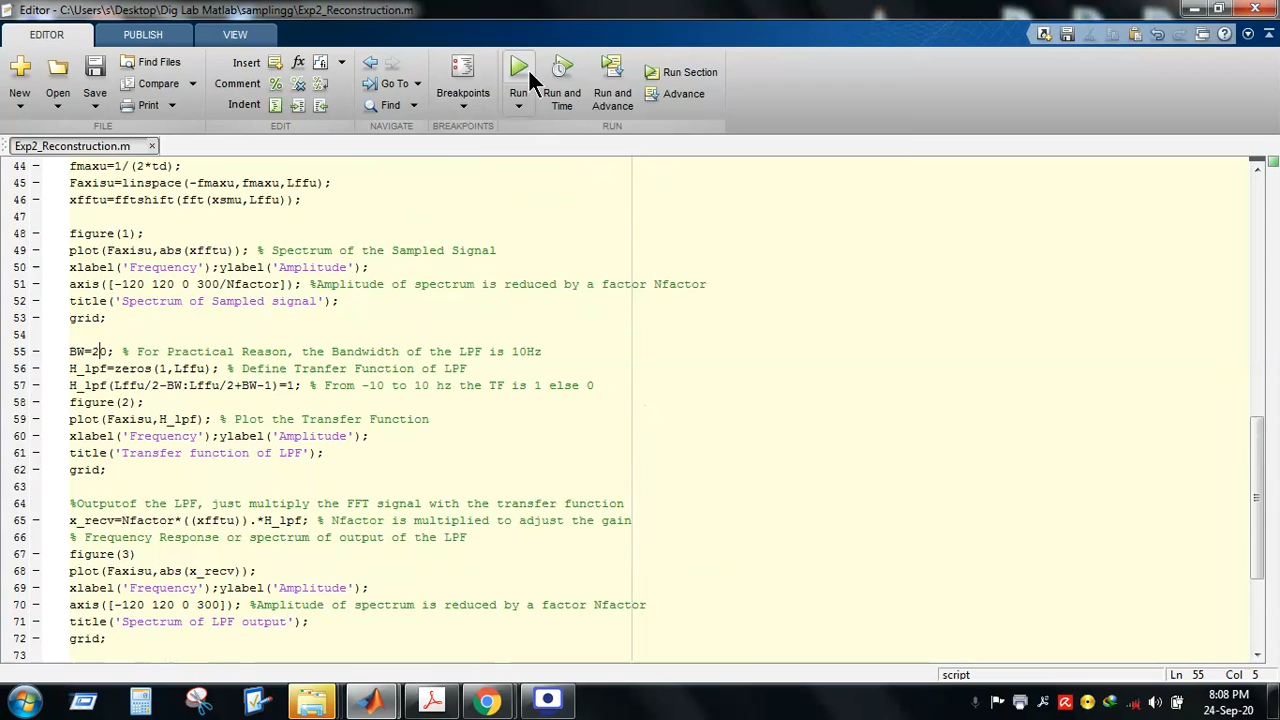 Editor - C:\Users\s\Desktop\Dig Lab Matlab\samplingg\Exp2_Reconstruction.m
EDITOR PUBLISH VIEW
New Open Save Find Files Compare Print
Insert fx Comment Indent
Go To Find
Breakpoints
Run Run and Time Run and Advance Run Section Advance
FILE EDIT NAVIGATE BREAKPOINTS RUN
Exp2_Reconstruction.m ×
44 – fmaxu=1/(2*td);
45 – Faxisu=linspace(-fmaxu,fmaxu,Lffu);
46 – xfftu=fftshift(fft(xsmu,Lffu));
47
48 – figure(1);
49 – plot(Faxisu,abs(xfftu)); % Spectrum of the Sampled Signal
50 – xlabel('Frequency');ylabel('Amplitude');
51 – axis([-120 120 0 300/Nfactor]); %Amplitude of spectrum is reduced by a factor Nfactor
52 – title('Spectrum of Sampled signal');
53 – grid;
54
55 – BW=20; % For Practical Reason, the Bandwidth of the LPF is 10Hz
56 – H_lpf=zeros(1,Lffu); % Define Tranfer Function of LPF
57 – H_lpf(Lffu/2-BW:Lffu/2+BW-1)=1; % From -10 to 10 hz the TF is 1 else 0
58 – figure(2);
59 – plot(Faxisu,H_lpf); % Plot the Transfer Function
60 – xlabel('Frequency');ylabel('Amplitude');
61 – title('Transfer function of LPF');
62 – grid;
63
64 %Outputof the LPF, just multiply the FFT signal with the transfer function
65 – x_recv=Nfactor*((xfftu)).*H_lpf; % Nfactor is multiplied to adjust the gain
66 % Frequency Response or spectrum of output of the LPF
67 – figure(3)
68 – plot(Faxisu,abs(x_recv));
69 – xlabel('Frequency');ylabel('Amplitude');
70 – axis([-120 120 0 300]); %Amplitude of spectrum is reduced by a factor Nfactor
71 – title('Spectrum of LPF output');
72 – grid;
73
script Ln 55 Col 5
8:08 PM
24-Sep-20